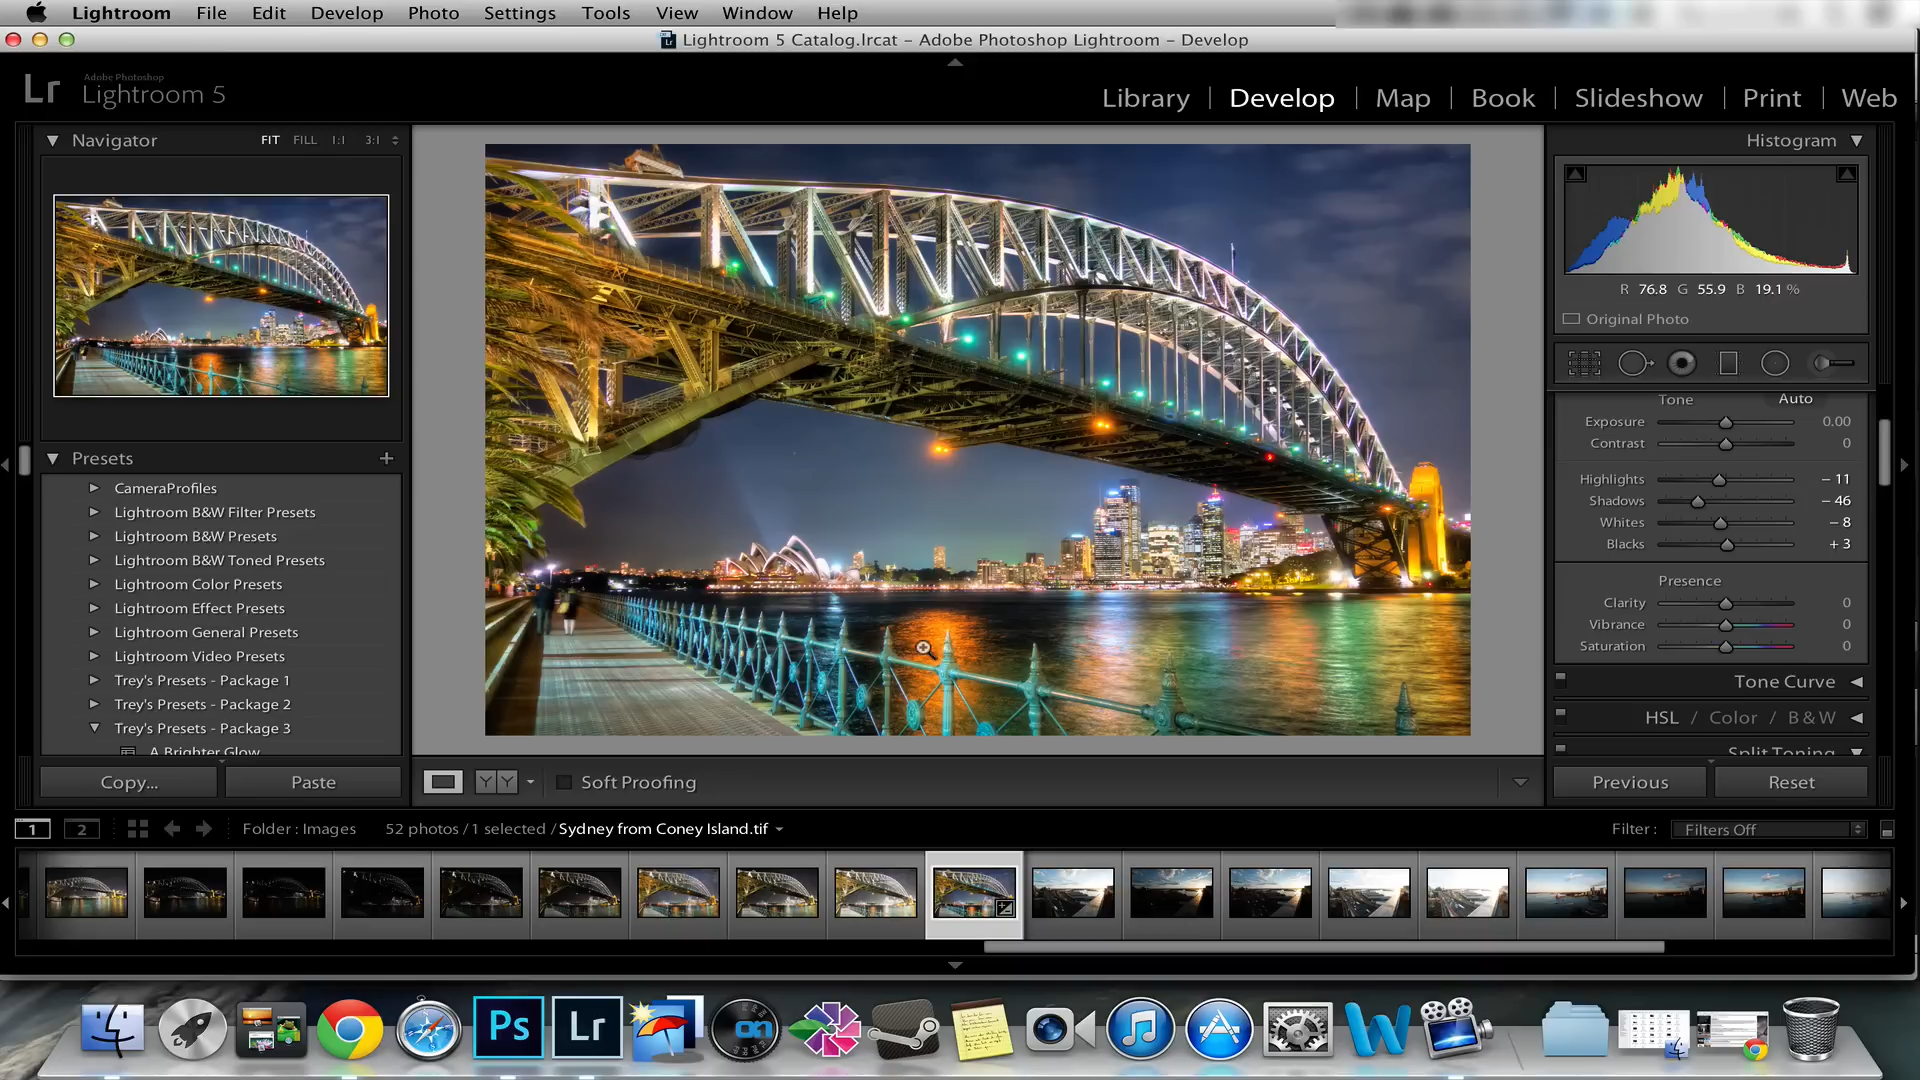 Lightroom File Edit Develop Photo Settings Tools View Window Help
Lightroom 5 Catalog.lrcat – Adobe Photoshop Lightroom – Develop
Lr Adobe Photoshop
Lightroom 5
Library | Develop | Map | Book | Slideshow | Print | Web
Navigator FIT FILL 1:1 3:1
Histogram
R 76.8 G 55.9 B 19.1 %
Original Photo
Tone Auto
Exposure 0.00
Contrast 0
Highlights – 11
Shadows – 46
Whites – 8
Blacks + 3
Presence
Clarity 0
Vibrance 0
Saturation 0
Tone Curve
HSL / Color / B & W
Split Toning
Previous Reset
Presets +
CameraProfiles
Lightroom B&W Filter Presets
Lightroom B&W Presets
Lightroom B&W Toned Presets
Lightroom Color Presets
Lightroom Effect Presets
Lightroom General Presets
Lightroom Video Presets
Trey's Presets - Package 1
Trey's Presets - Package 2
Trey's Presets - Package 3
A Brighter Glow
Copy... Paste
Y Y Soft Proofing
1 2 Folder : Images 52 photos / 1 selected / Sydney from Coney Island.tif
Filter : Filters Off
Ps Lr on W